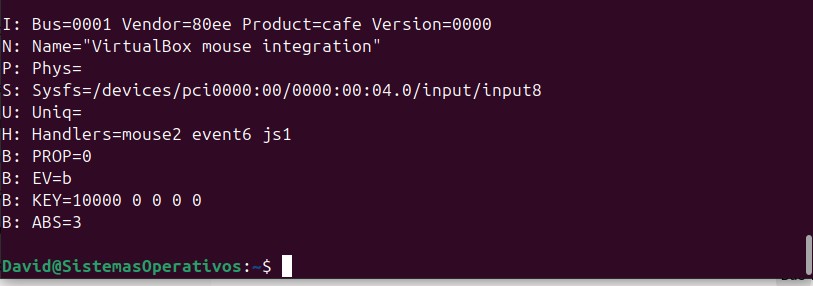 I: Bus=0001 Vendor=80ee Product=cafe Version=0000
N: Name="VirtualBox mouse integration"
P: Phys=
S: Sysfs=/devices/pci0000:00/0000:00:04.0/input/input8
U: Uniq=
H: Handlers=mouse2 event6 js1
B: PROP=0
B: EV=b
B: KEY=10000 0 0 0 0
B: ABS=3
David@SistemasOperativos:~$